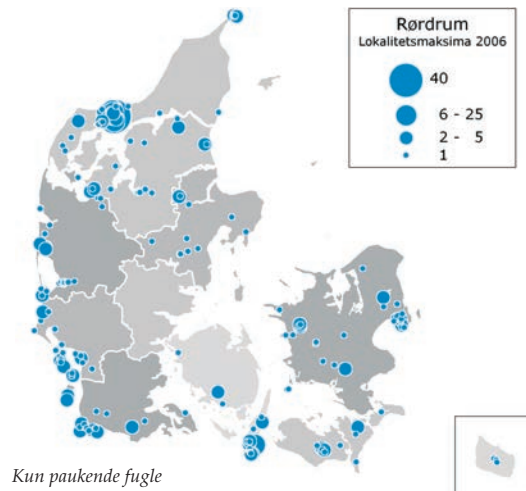 Rørdrum
Lokalitetsmaksima 2006
40
6 - 25
2 - 5
1
Kun paukende fugle